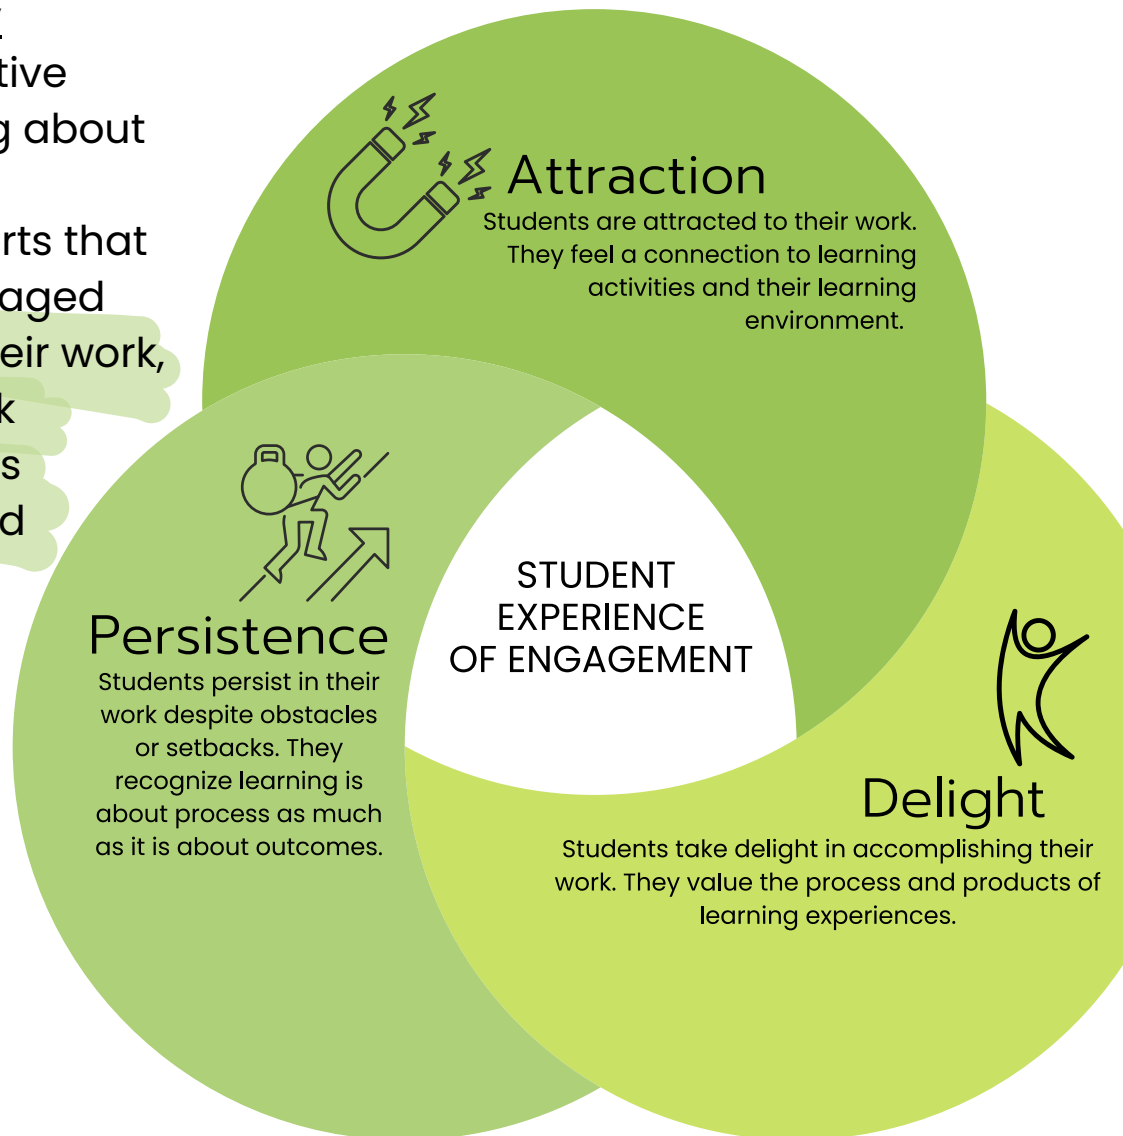 tive
g about
rts that
aged
eir work,
k
s
d
Attraction
Students are attracted to their work.
They feel a connection to learning
activities and their learning
environment.
Persistence
Students persist in their
work despite obstacles
or setbacks. They
recognize learning is
about process as much
as it is about outcomes.
STUDENT
EXPERIENCE
OF ENGAGEMENT
Delight
Students take delight in accomplishing their
work. They value the process and products of
learning experiences.